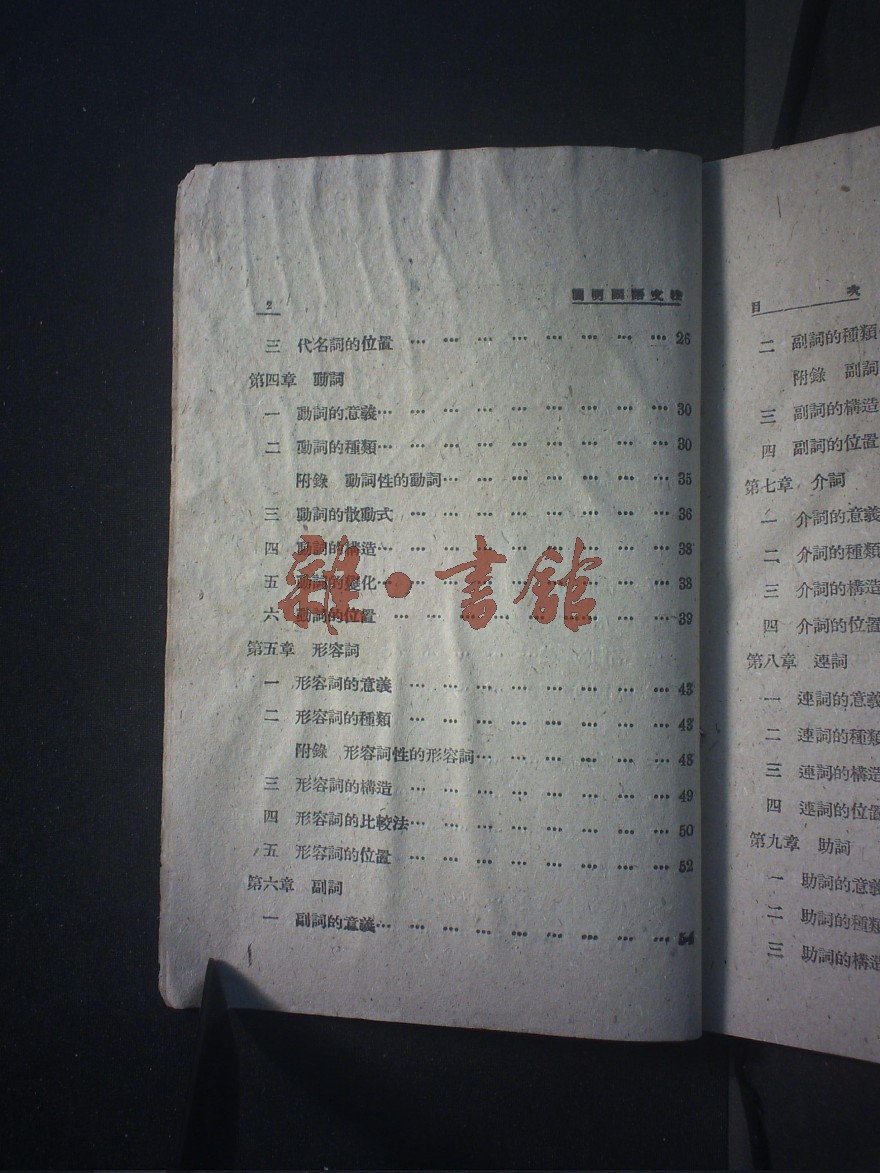 2 開明國語文法
三 代名詞的位置 … … … … … … … … … 26
第四章 動詞
一 動詞的意義… … … … … … … … … … 30
二 動詞的種類… … … … … … … … … … 30
附錄 動詞性的動詞… … … … … … … … 35
三 動詞的散動式 … … … … … … … … … 36
四 動詞的構造… … … … … … … … … … 38
五 動詞的變化… … … … … … … … … … 38
六 動詞的位置 … … … … … … … … … … 39
第五章 形容詞
一 形容詞的意義 … … … … … … … … … 43
二 形容詞的種類 … … … … … … … … … 43
附錄 形容詞性的形容詞… … … … … … … 48
三 形容詞的構造 … … … … … … … … … 49
四 形容詞的比較法… … … … … … … … … 50
五 形容詞的位置 … … … … … … … … … 52
第六章 副詞
一 副詞的意義… … … … … … … … … … 54
雜·書館
目 次
二 副詞的種類
附錄 副詞
三 副詞的構造
四 副詞的位置
第七章 介詞
一 介詞的意義
二 介詞的種類
三 介詞的構造
四 介詞的位置
第八章 連詞
一 連詞的意義
二 連詞的種類
三 連詞的構造
四 連詞的位置
第九章 助詞
一 助詞的意義
二 助詞的種類
三 助詞的構造